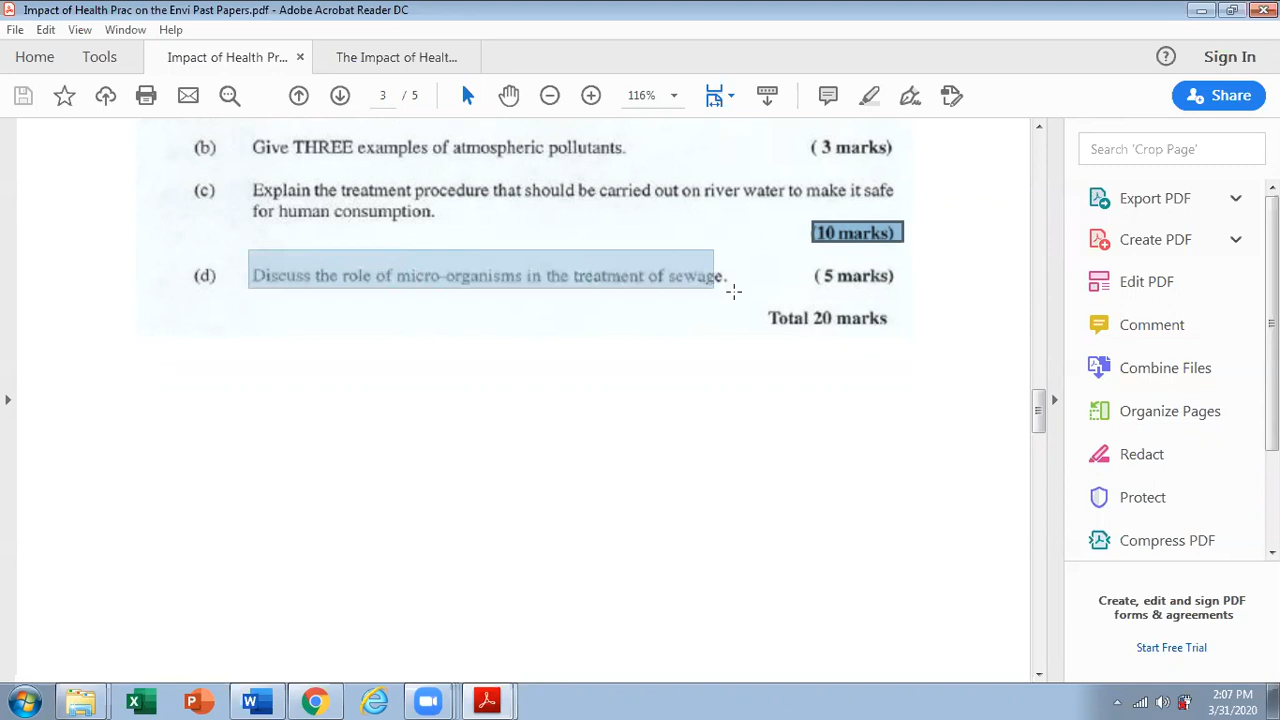 Impact of Health Prac on the Envi Past Papers.pdf - Adobe Acrobat Reader DC
File Edit View Window Help
Home Tools Impact of Health Pr... × The Impact of Healt... ? Sign In
3 / 5 116% Share
(b) Give THREE examples of atmospheric pollutants. ( 3 marks)
(c) Explain the treatment procedure that should be carried out on river water to make it safe
for human consumption.
(10 marks)
(d) Discuss the role of micro-organisms in the treatment of sewage. ( 5 marks)
Total 20 marks
Search 'Crop Page'
Export PDF
Create PDF
Edit PDF
Comment
Combine Files
Organize Pages
Redact
Protect
Compress PDF
Create, edit and sign PDF
forms & agreements
Start Free Trial
2:07 PM
3/31/2020